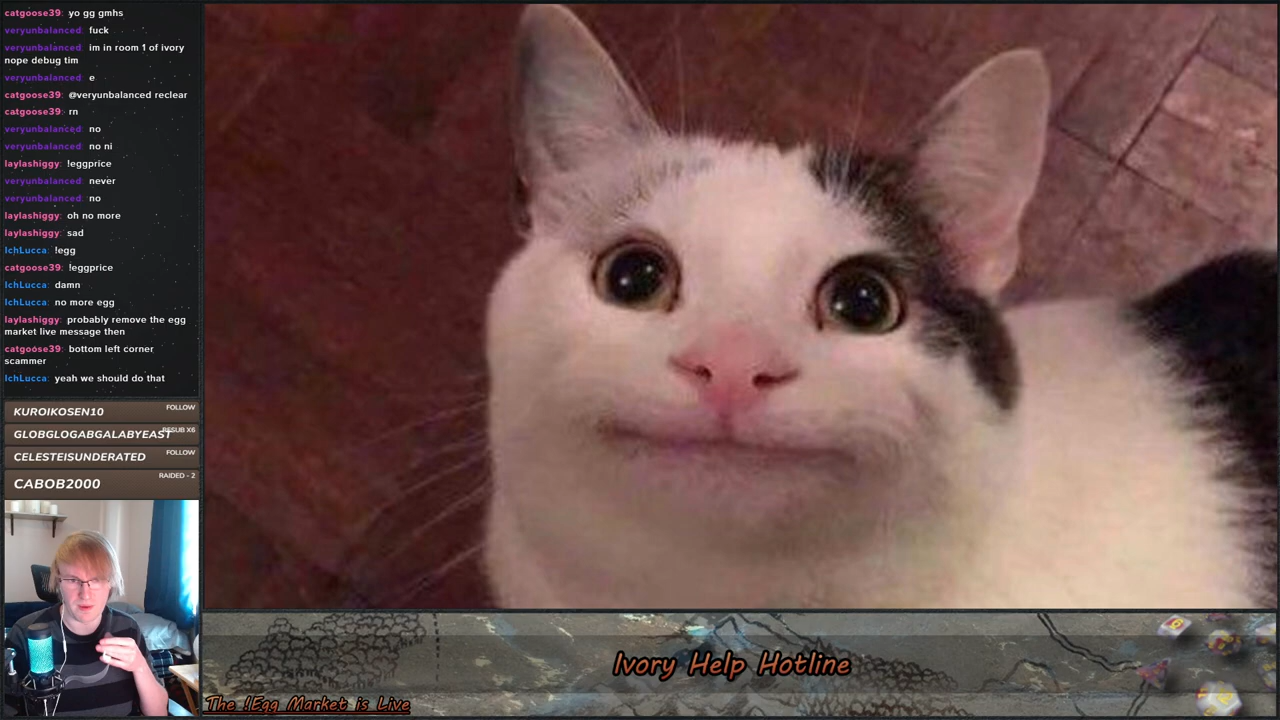 catgoose39: yo gg gmhs
veryunbalanced: fuck
veryunbalanced: im in room 1 of ivory
nope debug tim
veryunbalanced: e
catgoose39: @veryunbalanced reclear
catgoose39: rn
veryunbalanced: no
veryunbalanced: no ni
laylashiggy: !eggprice
veryunbalanced: never
veryunbalanced: no
laylashiggy: oh no more
laylashiggy: sad
IchLucca: !egg
catgoose39: !eggprice
IchLucca: damn
IchLucca: no more egg
laylashiggy: probably remove the egg
market live message then
catgoose39: bottom left corner
scammer
IchLucca: yeah we should do that
KUROIKOSEN10 FOLLOW
GLOBGLOGABGALABYEAST RESUB X6
CELESTEISUNDERATED FOLLOW
CABOB2000 RAIDED - 2
Ivory Help Hotline
The !Egg Market is Live